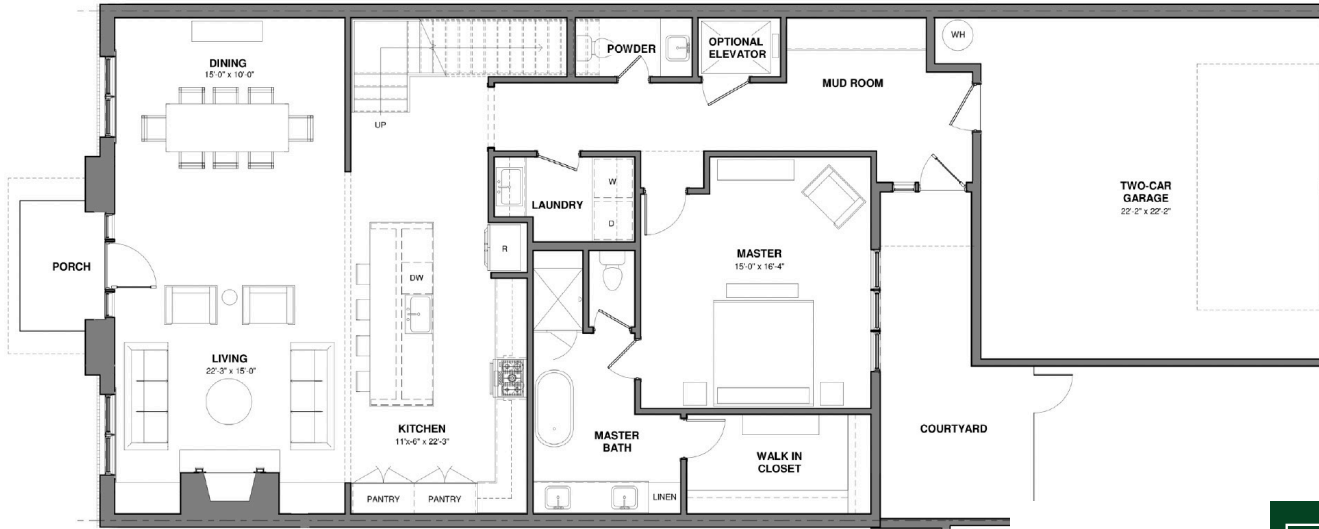 DINING
15'-0" x 10'-0"
UP
POWDER
OPTIONAL
ELEVATOR
MUD ROOM
WH
TWO-CAR
GARAGE
22'-2" x 22'-2"
LAUNDRY
W
D
R
DW
PORCH
LIVING
22'-3" x 15'-0"
KITCHEN
11'x-6" x 22'-3"
PANTRY
PANTRY
MASTER
15'-0" x 16'-4"
MASTER
BATH
LINEN
WALK IN
CLOSET
COURTYARD